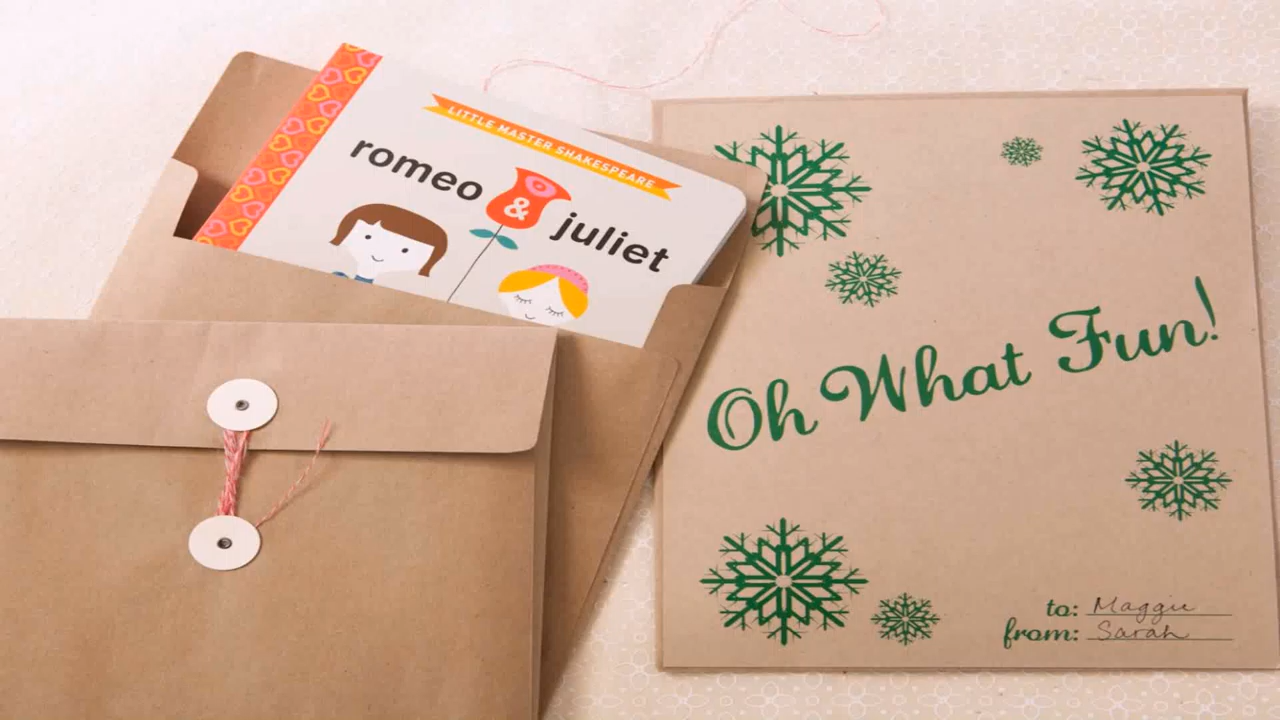 LITTLE MASTER SHAKESPEARE
romeo & juliet
Oh What Fun!
to: Maggie
from: Sarah